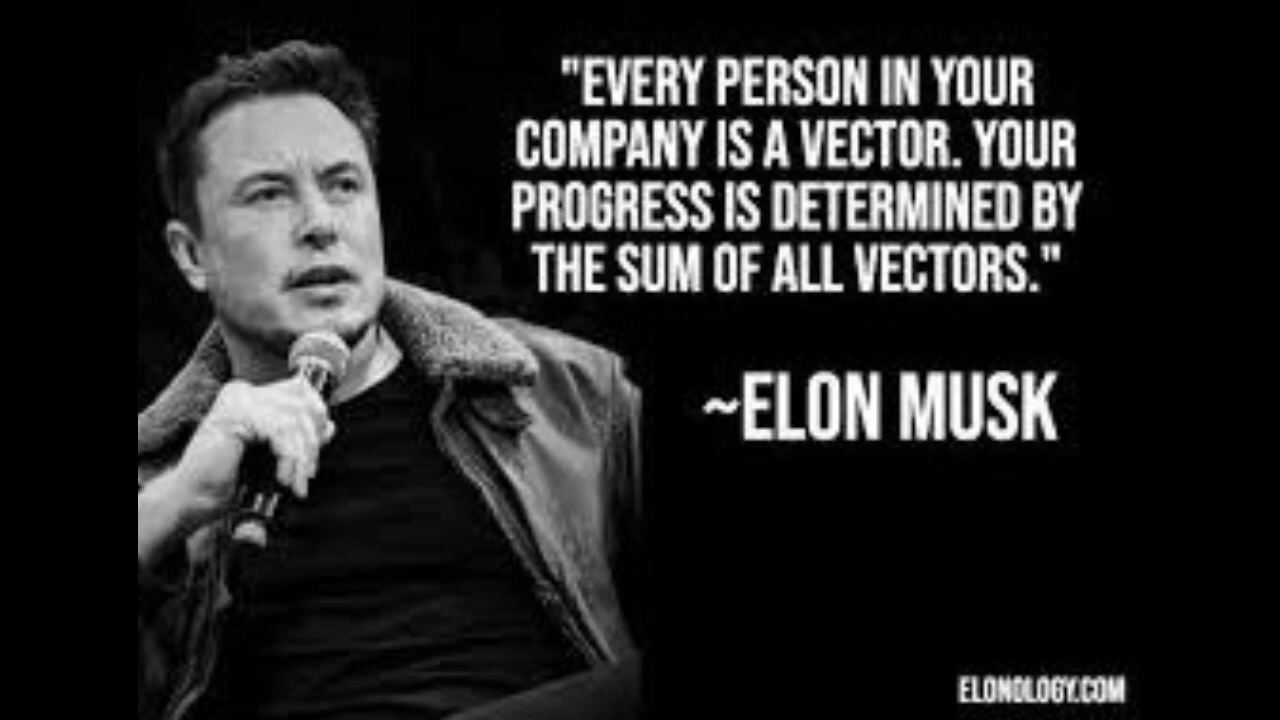 "EVERY PERSON IN YOUR
COMPANY IS A VECTOR. YOUR
PROGRESS IS DETERMINED BY
THE SUM OF ALL VECTORS."
~ELON MUSK
ELONOLOGY.COM